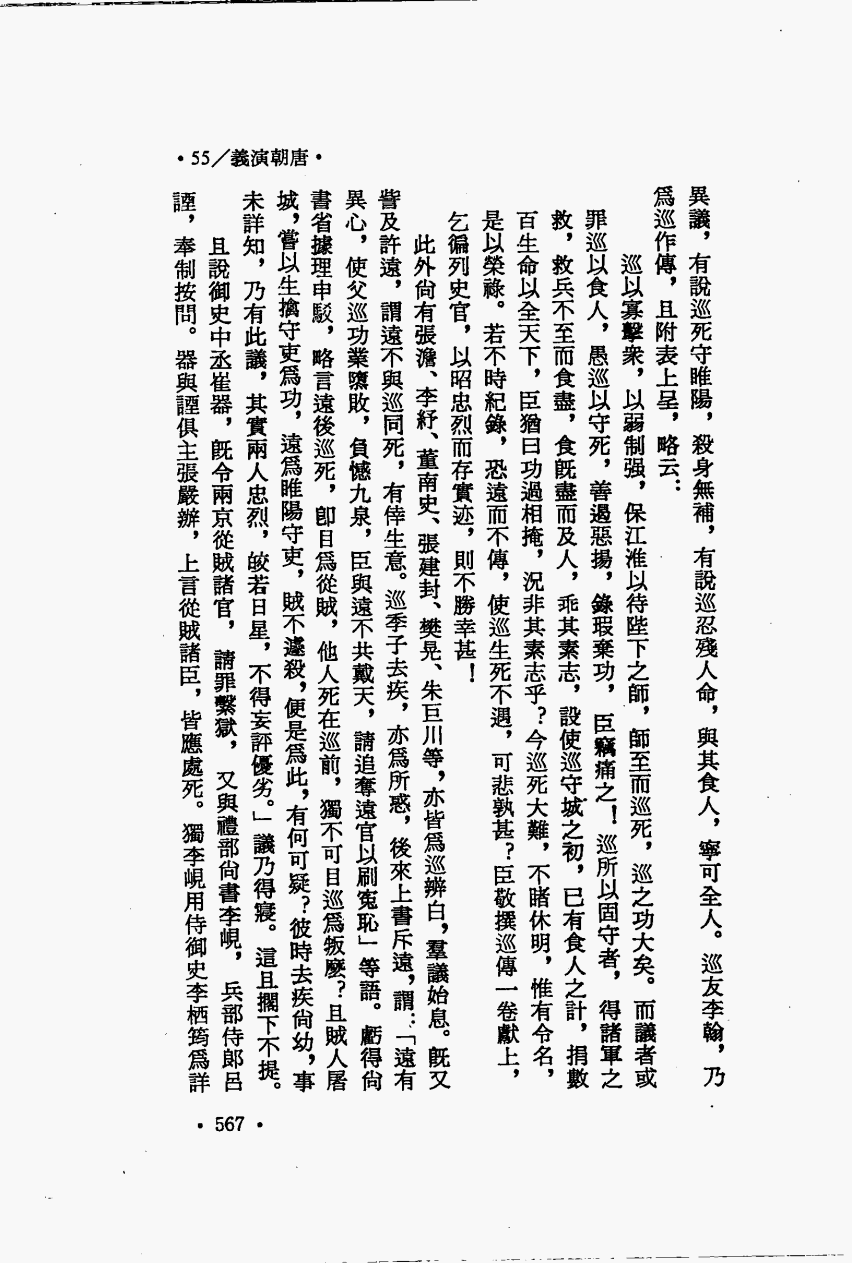 •55／義演朝唐•
異議，有說巡死守睢陽，殺身無補，有說巡忍殘人命，與其食人，寧可全人。巡友李翰，乃
爲巡作傳，且附表上呈，略云：
巡以寡擊衆，以弱制强，保江淮以待陛下之師，師至而巡死，巡之功大矣。而議者或
罪巡以食人，愚巡以守死，善遏惡揚，錄瑕棄功，臣竊痛之！巡所以固守者，得諸軍之
救，救兵不至而食盡，食旣盡而及人，乖其素志，設使巡守城之初，已有食人之計，捐數
百生命以全天下，臣猶曰功過相掩，況非其素志乎？今巡死大難，不睹休明，惟有令名，
是以榮祿。若不時紀錄，恐遠而不傳，使巡生死不遇，可悲孰甚？臣敬撰巡傳一卷獻上，
乞徧列史官，以昭忠烈而存實迹，則不勝幸甚！
此外尙有張澹、李紓、董南史、張建封、樊晃、朱巨川等，亦皆爲巡辨白，羣議始息。旣又
訾及許遠，謂遠不與巡同死，有倖生意。巡季子去疾，亦爲所惑，後來上書斥遠，謂：「遠有
異心，使父巡功業隳敗，負憾九泉，臣與遠不共戴天，請追奪遠官以刷寃恥」等語。虧得尙
書省據理申駁，略言遠後巡死，卽目爲從賊，他人死在巡前，獨不可目巡爲叛麽？且賊人屠
城，嘗以生擒守吏爲功，遠爲睢陽守吏，賊不遽殺，便是爲此，有何可疑？彼時去疾尙幼，事
未詳知，乃有此議，其實兩人忠烈，皎若日星，不得妄評優劣。」議乃得寢。這且擱下不提。
且說御史中丞崔器，旣令兩京從賊諸官，請罪繫獄，又與禮部尙書李峴，兵部侍郎呂
諲，奉制按問。器與諲俱主張嚴辦，上言從賊諸臣，皆應處死。獨李峴用侍御史李栖筠爲詳
•567•